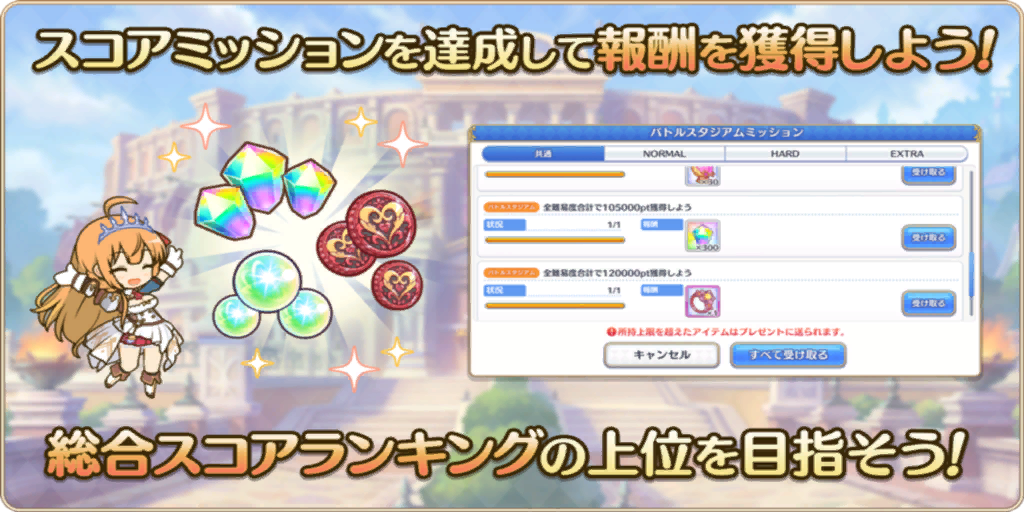 スコアミッションを達成して報酬を獲得しよう!
バトルスタジアムミッション
共通 NORMAL HARD EXTRA
×30 受け取る
バトルスタジアム 全難易度合計で105000pt獲得しよう
状況 1/1 報酬 ×300 受け取る
バトルスタジアム 全難易度合計で120000pt獲得しよう
状況 1/1 報酬 ×1 受け取る
所持上限を超えたアイテムはプレゼントに送られます。
キャンセル すべて受け取る
総合スコアランキングの上位を目指そう!